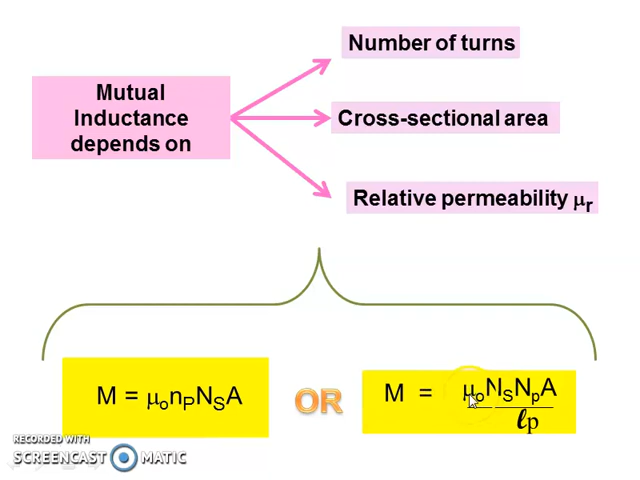 Number of turns
Mutual
Inductance
depends on
Cross-sectional area
Relative permeability μr
M = μonPNSA
OR
M = μoNSNpA
ℓp
RECORDED WITH
SCREENCAST MATIC